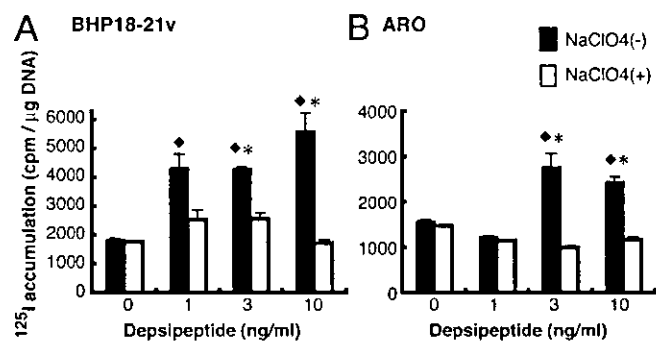 A BHP18-21v
B ARO
NaClO4(-)
NaClO4(+)
¹²⁵I accumulation (cpm / µg DNA)
6000
5000
4000
3000
2000
1000
0
◆
◆*
◆*
0 1 3 10
Depsipeptide (ng/ml)
4000
3000
2000
1000
0
◆*
◆*
0 1 3 10
Depsipeptide (ng/ml)